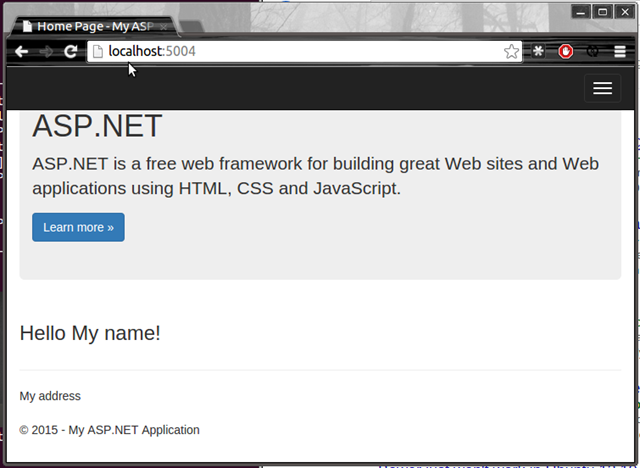 Home Page - My ASP
localhost:5004
ASP.NET
ASP.NET is a free web framework for building great Web sites and Web
applications using HTML, CSS and JavaScript.
Learn more »
Hello My name!
My address
© 2015 - My ASP.NET Application